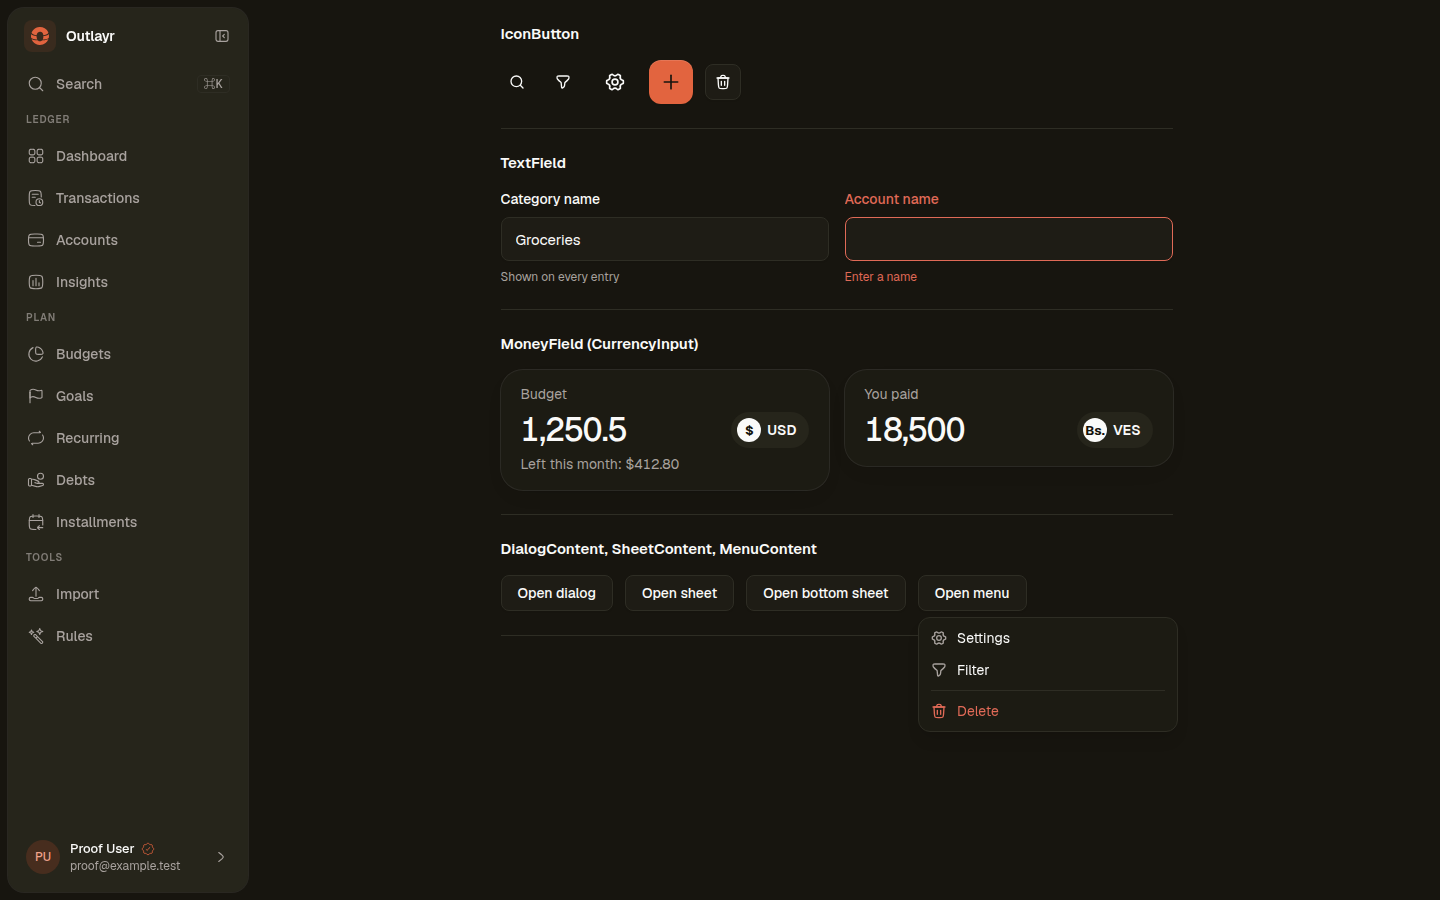 Outlayr
Search
⌘K
LEDGER
Dashboard
Transactions
Accounts
Insights
PLAN
Budgets
Goals
Recurring
Debts
Installments
TOOLS
Import
Rules
PU
Proof User
proof@example.test
IconButton
TextField
Category name
Groceries
Shown on every entry
Account name
Enter a name
MoneyField (CurrencyInput)
Budget
1,250.5
$ USD
Left this month: $412.80
You paid
18,500
Bs. VES
DialogContent, SheetContent, MenuContent
Open dialog
Open sheet
Open bottom sheet
Open menu
Settings
Filter
Delete